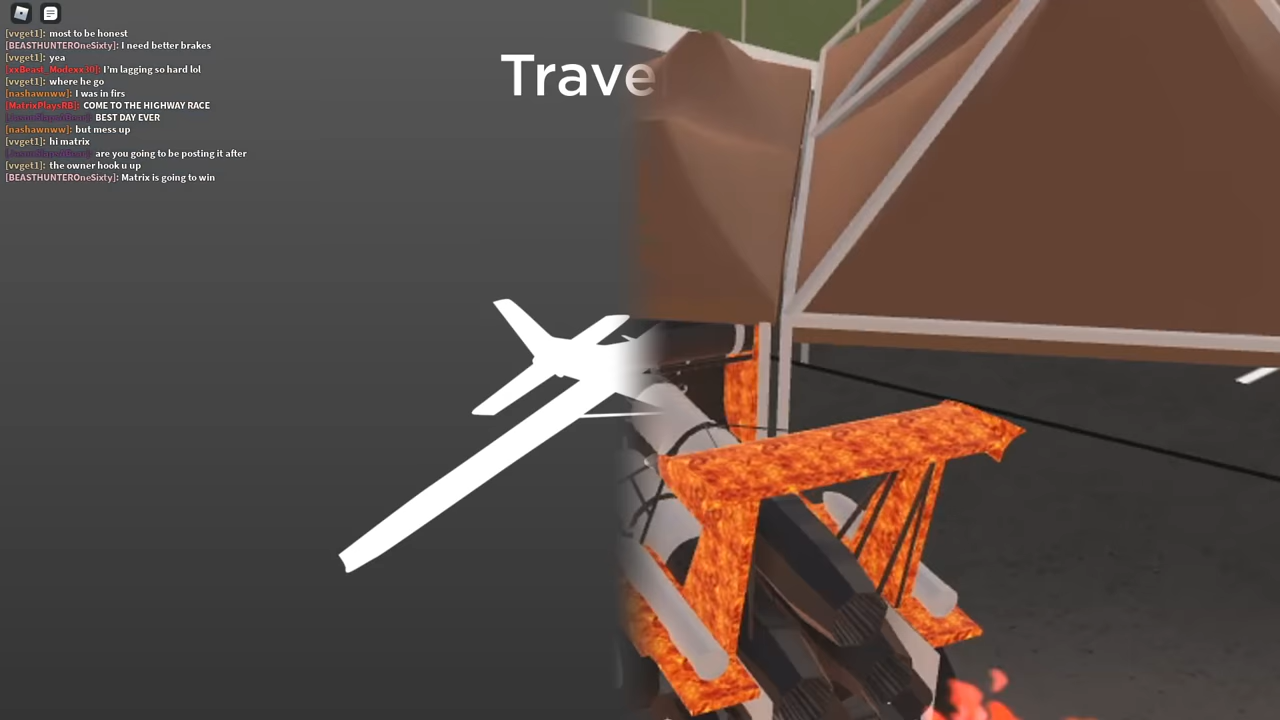 [vvget1]: most to be honest
[BEASTHUNTEROneSixty]: I need better brakes
[vvget1]: yea
[xxBeast_Modexx30]: I'm lagging so hard lol
[vvget1]: where he go
[nashawnww]: I was in firs
[MatrixPlaysRB]: COME TO THE HIGHWAY RACE
BEST DAY EVER
[nashawnww]: but mess up
[vvget1]: hi matrix
are you going to be posting it after
[vvget1]: the owner hook u up
[BEASTHUNTEROneSixty]: Matrix is going to win
Trave